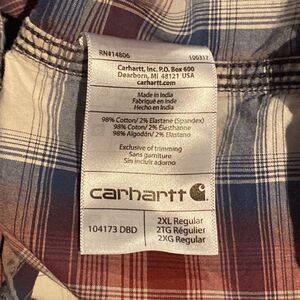 RN#14806 100317
Carhartt, Inc. P.O. Box 600
Dearborn, MI 48121 USA
carhartt.com
Made in India
Fabriqué en Inde
Hecho en India
98% Cotton/ 2% Elastane (Spandex)
98% Coton/ 2% Élasthanne
98% Algodón/ 2% Elastano
Exclusive of trimming
Sans garniture
Sin incluir adorno
carhartt
104173 DBD
2XL Regular
2TG Régulier
2XG Regular